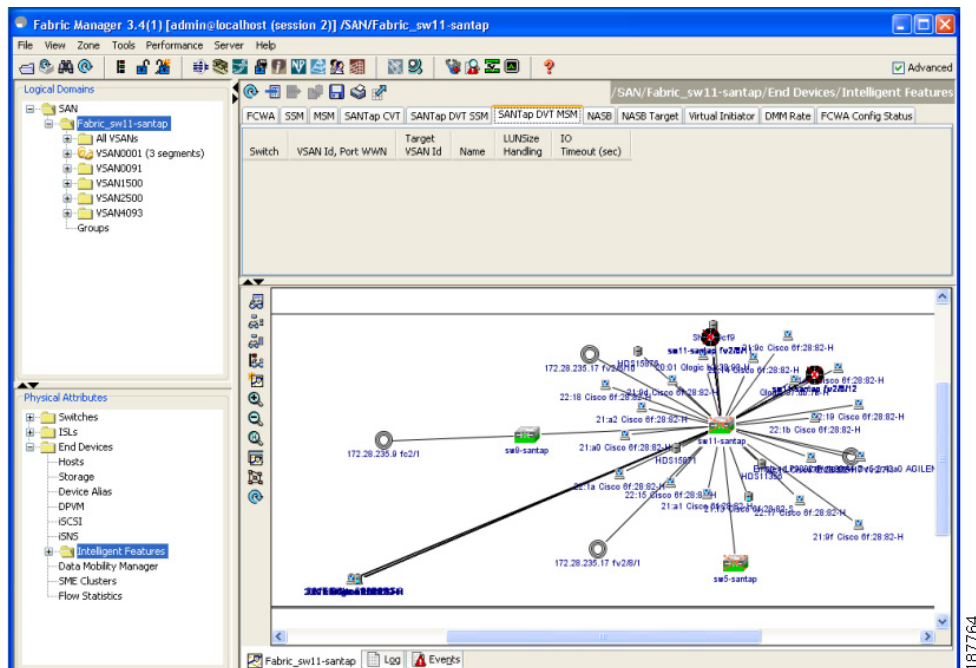 Fabric Manager 3.4(1) [admin@localhost (session 2)] /SAN/Fabric_sw11-santap
File View Zone Tools Performance Server Help
Advanced
Logical Domains
SAN
Fabric_sw11-santap
All VSANs
VSAN0001 (3 segments)
VSAN0091
VSAN1500
VSAN2500
VSAN4093
Groups
/SAN/Fabric_sw11-santap/End Devices/Intelligent Features
FCWA SSM MSM SANTap CVT SANTap DVT SSM SANTap DVT MSM NASB NASB Target Virtual Initiator DMM Rate FCWA Config Status
Switch VSAN Id, Port WWN Target VSAN Id Name LUNSize Handling IO Timeout (sec)
Physical Attributes
Switches
ISLs
End Devices
Hosts
Storage
Device Alias
DPVM
iSCSI
iSNS
Intelligent Features
Data Mobility Manager
SME Clusters
Flow Statistics
21:9c Cisco 6f:28:82-H
172.28.235.17
HDS15870
22:18 Cisco 6f:28:82-H
21:a2 Cisco 6f:28:82-H
22:19 Cisco 6f:28:82-H
22:1b Cisco 6f:28:82-H
sw11-santap
172.28.235.9 fc2/1
sw9-santap
21:a0 Cisco 6f:28:82-H
HDS15871
22:1a Cisco 6f:28:82-H
22:15 Cisco 6f:28:82-H
21:9f Cisco 6f:28:82-H
172.28.235.17 fv2/8/1
sw5-santap
Fabric_sw11-santap Log Events
187764